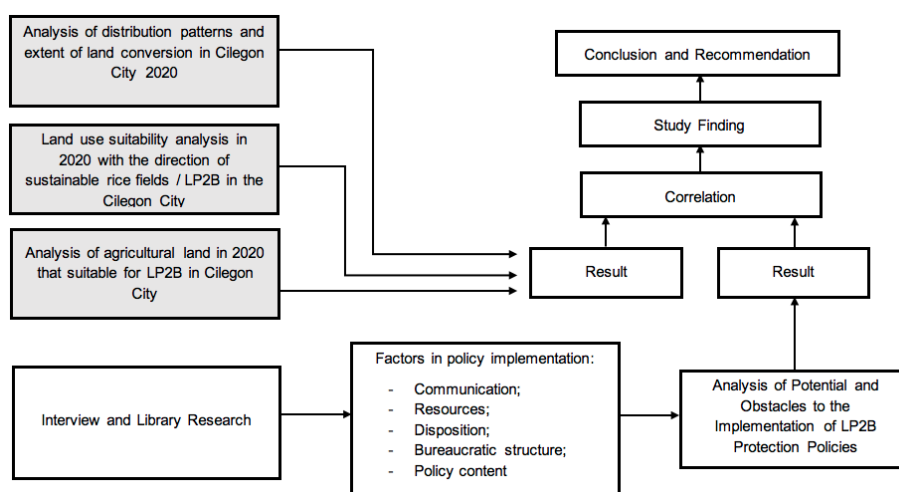 Analysis of distribution patterns and
extent of land conversion in Cilegon
City 2020
Land use suitability analysis in
2020 with the direction of
sustainable rice fields / LP2B in the
Cilegon City
Analysis of agricultural land in 2020
that suitable for LP2B in Cilegon
City
Conclusion and Recommendation
Study Finding
Correlation
Result
Result
Interview and Library Research
Factors in policy implementation:
- Communication;
- Resources;
- Disposition;
- Bureaucratic structure;
- Policy content
Analysis of Potential and
Obstacles to the
Implementation of LP2B
Protection Policies